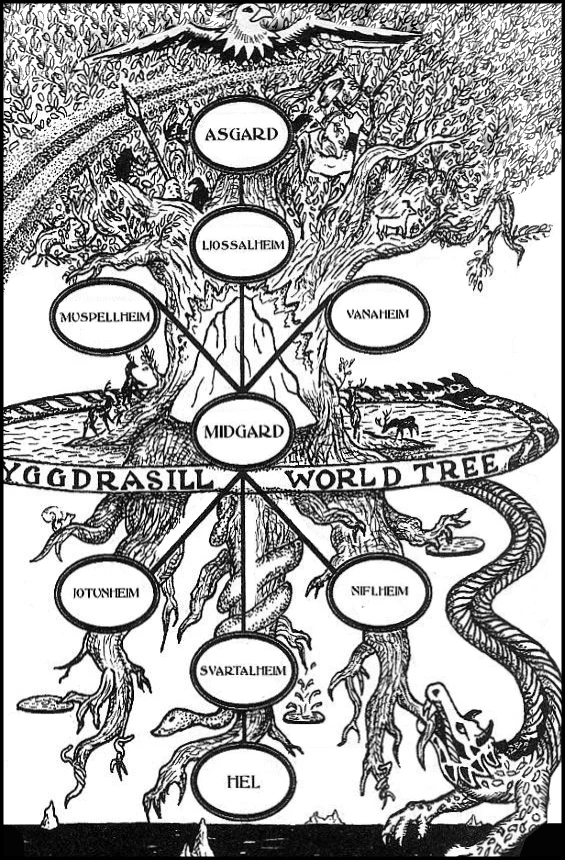 ASGARD
LJOSSALHEIM
MUSPELLHEIM
VANAHEIM
MIDGARD
YGGDRASILL WORLD TREE
JOTUNHEIM
NIFLHEIM
SVARTALHEIM
HEL